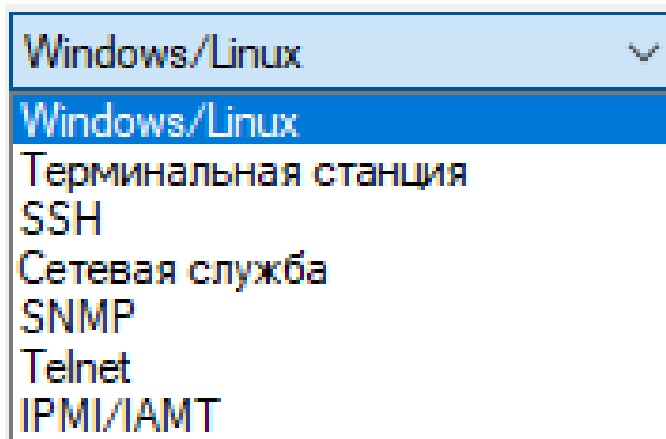 Windows/Linux
Windows/Linux
Терминальная станция
SSH
Сетевая служба
SNMP
Telnet
IPMI/IAMT